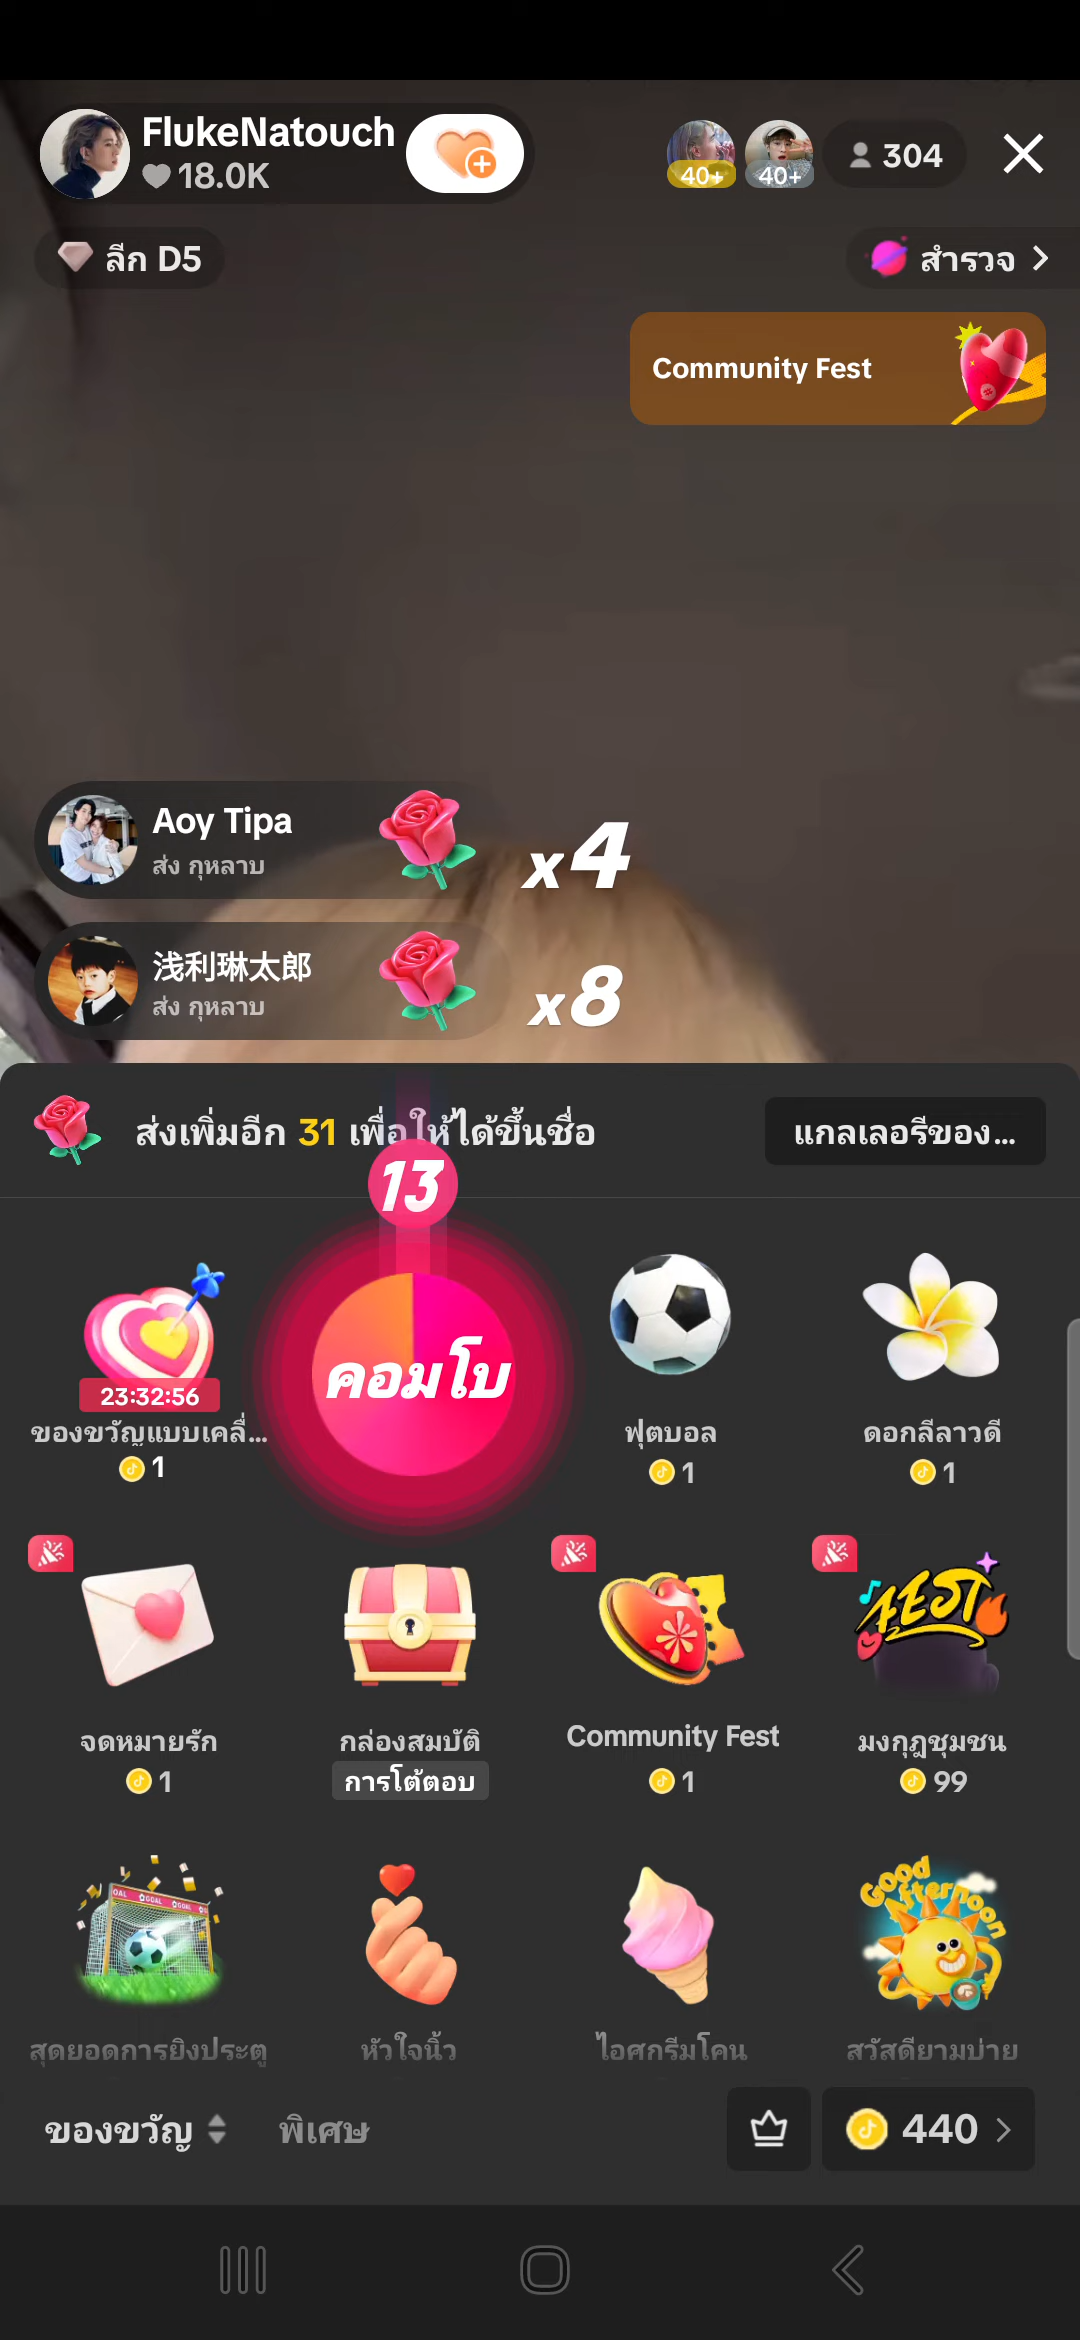 FlukeNatouch
18.0K
40+
40+
304
ลีก D5
สำรวจ
Community Fest
Aoy Tipa
ส่ง กุหลาบ
x4
浅利琳太郎
ส่ง กุหลาบ
x8
ส่งเพิ่มอีก 31 เพื่อให้ได้ขึ้นชื่อ
แกลเลอรีของ...
13
คอมโบ
23:32:56
ของขวัญแบบเคลื่...
1
ฟุตบอล
1
ดอกลีลาวดี
1
จดหมายรัก
1
กล่องสมบัติ
การโต้ตอบ
Community Fest
1
FEST
มงกุฎชุมชน
99
GOAL
GOAL
สุดยอดการยิงประตู
หัวใจนิ้ว
ไอศกรีมโคน
Good Afternoon
สวัสดียามบ่าย
ของขวัญ
พิเศษ
440